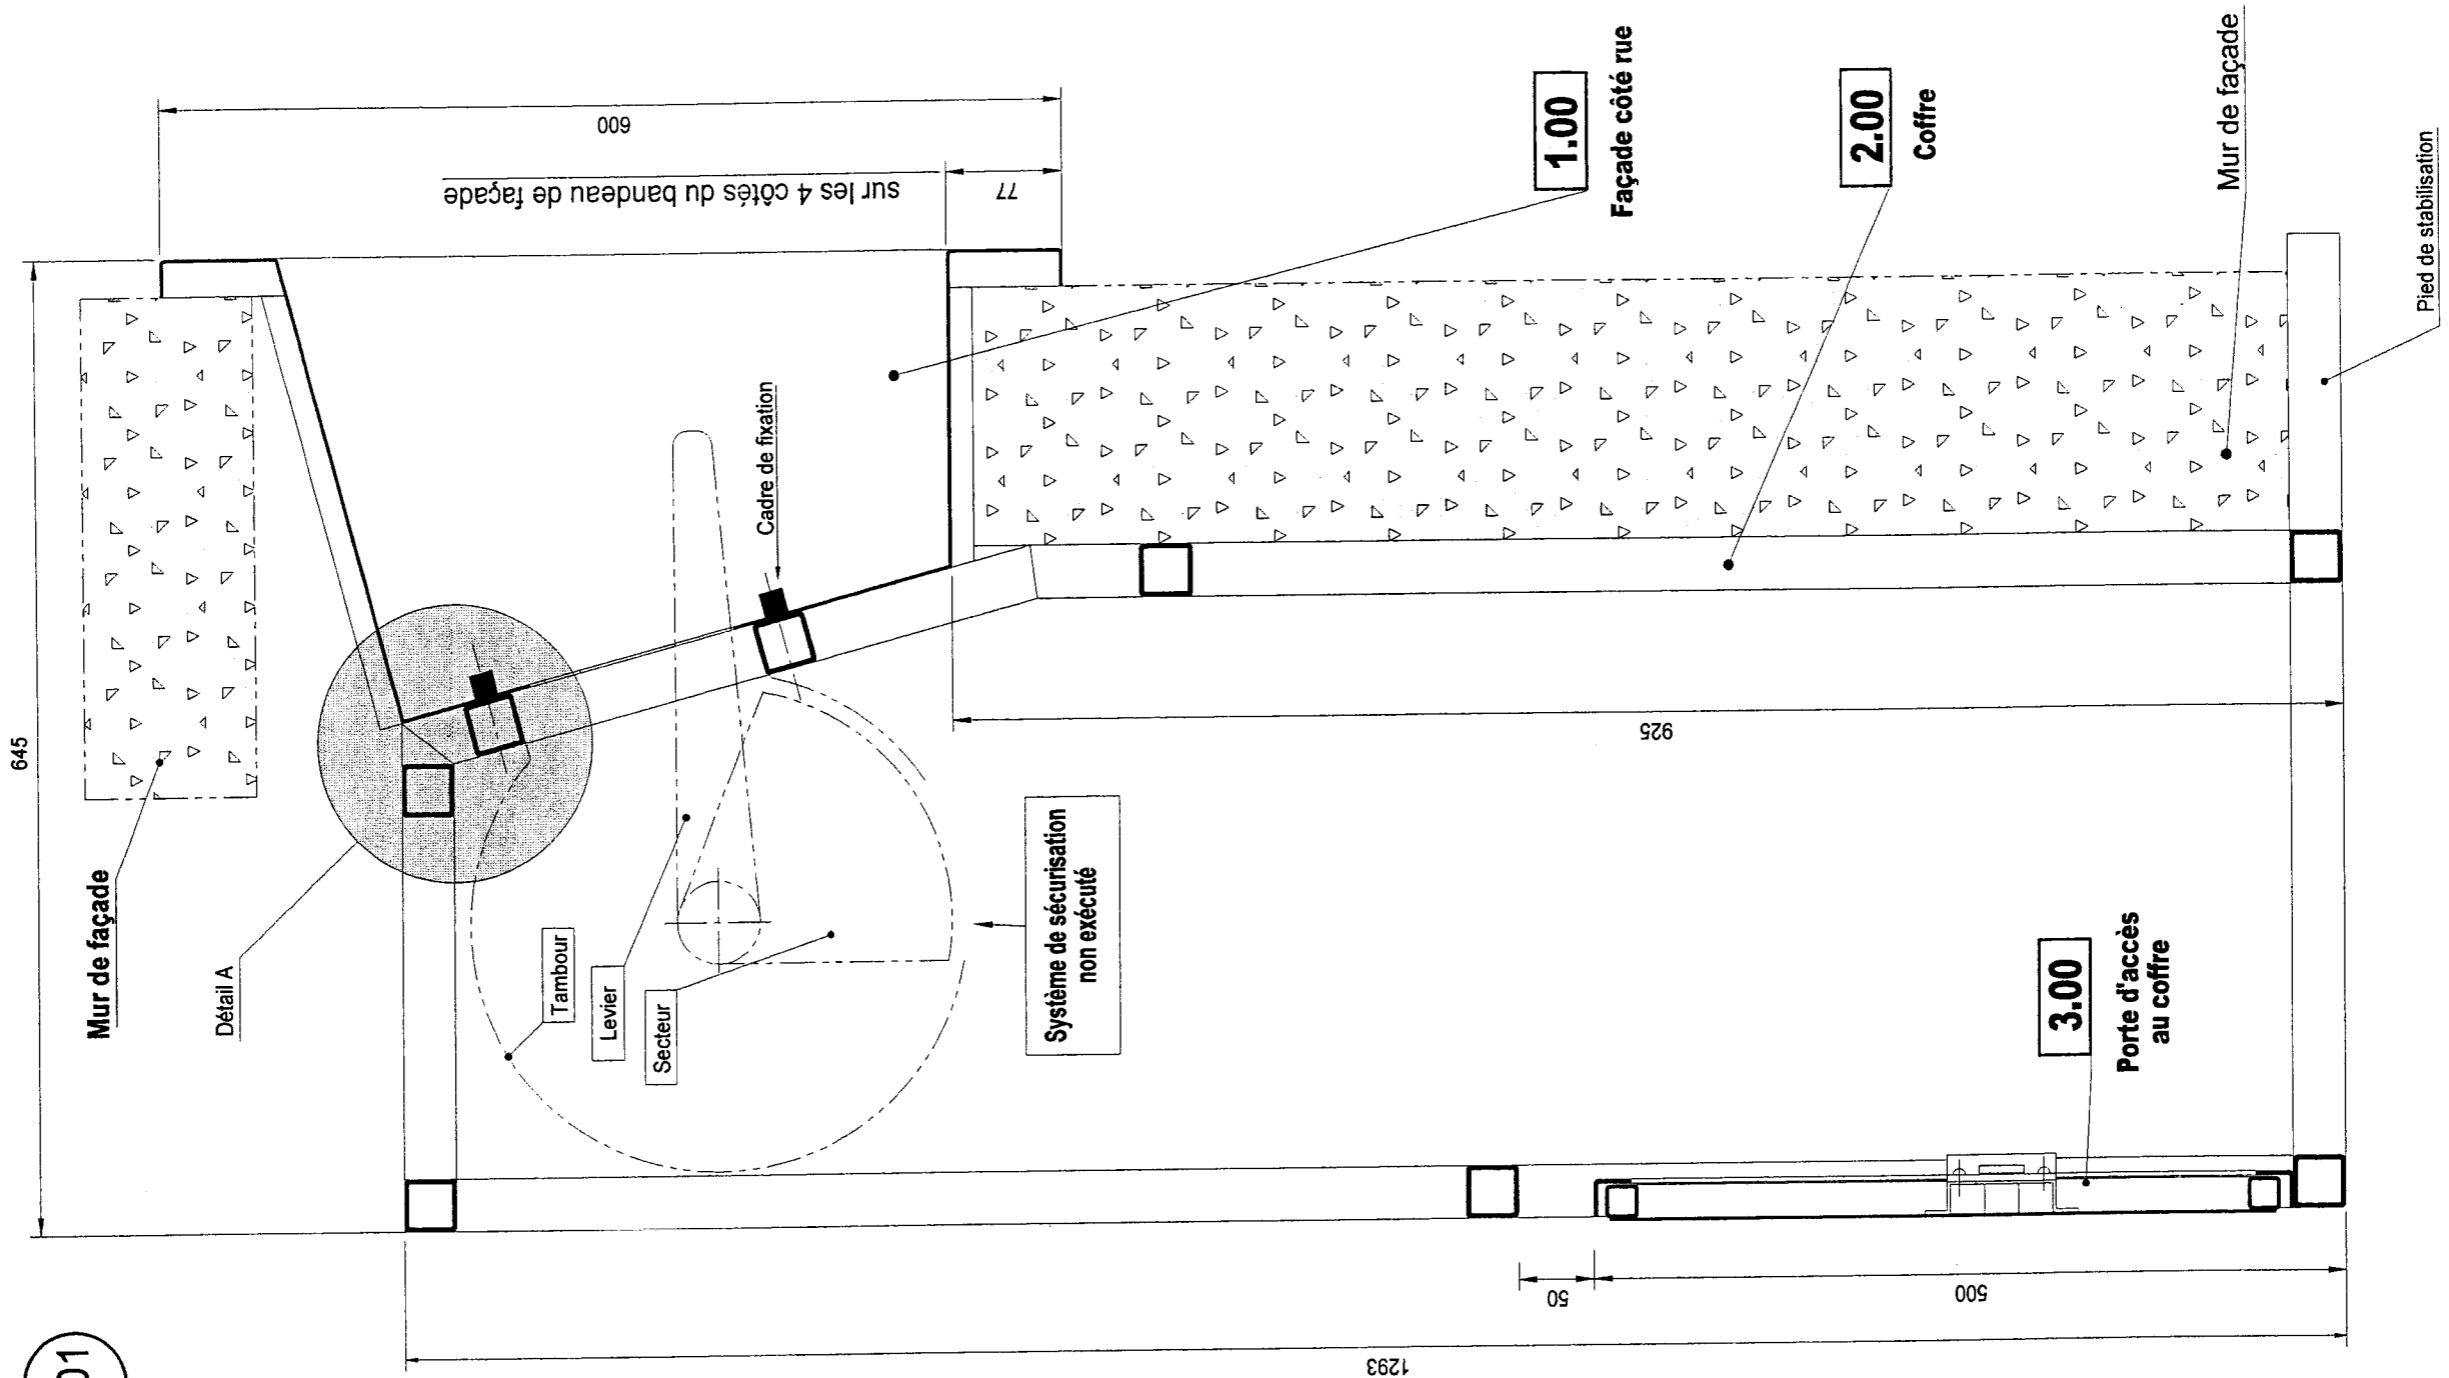 645
600
sur les 4 côtés du bandeau de façade
77
1.00
Façade côté rue
2.00
Coffre
Mur de façade
Pied de stabilisation
Cadre de fixation
925
Mur de façade
Détail A
Tambour
Levier
Secteur
Système de sécurisation
non exécuté
3.00
Porte d'accès
au coffre
50
500
1293
01